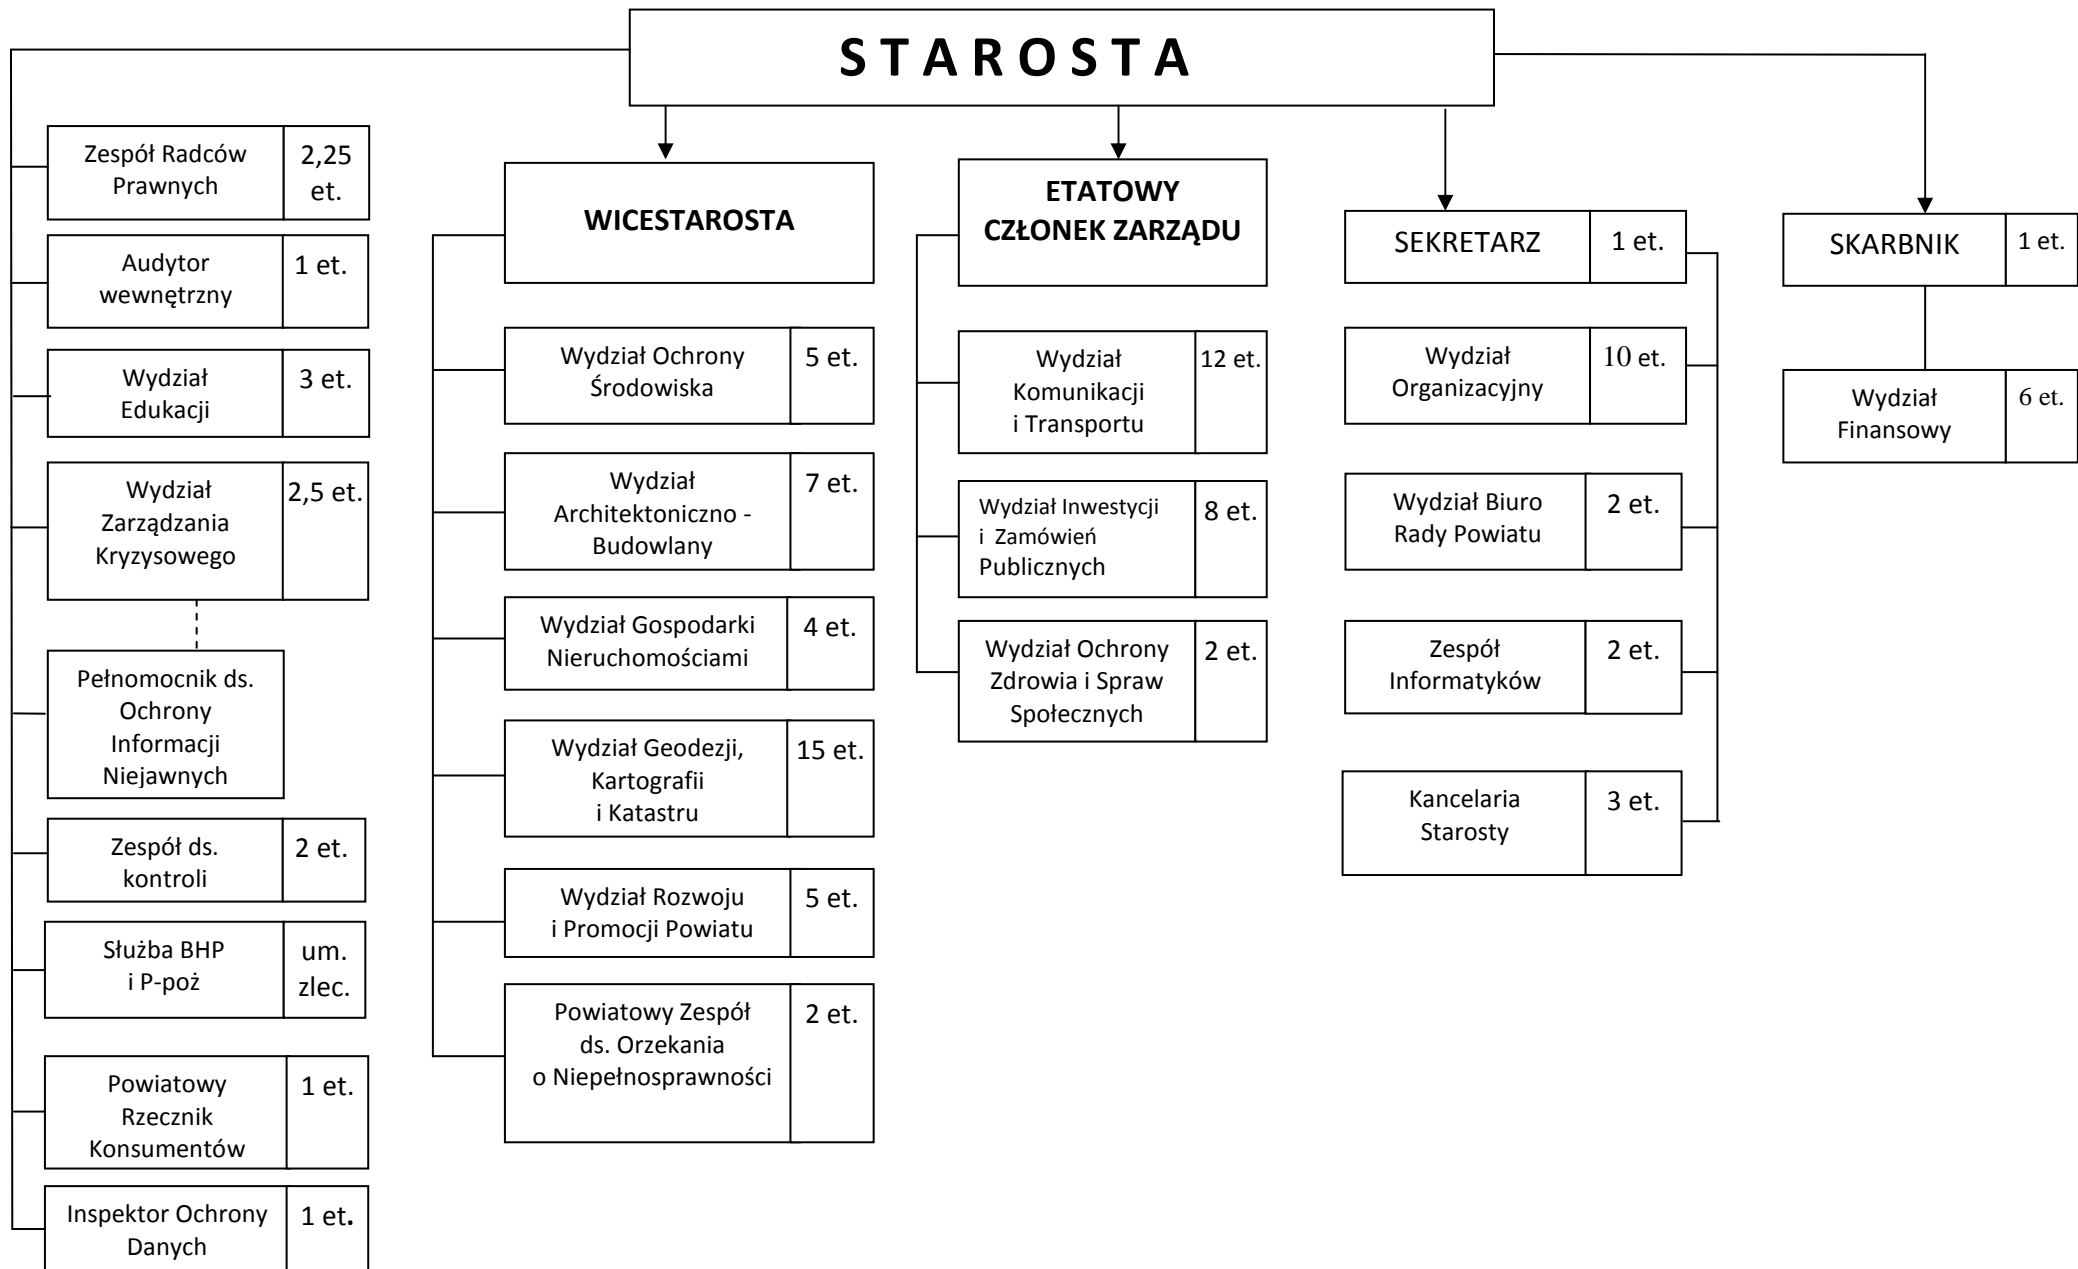 STAROSTA
Zespół Radców
Prawnych
2,25
et.
Audytor
wewnętrzny
1 et.
Wydział
Edukacji
3 et.
Wydział
Zarządzania
Kryzysowego
2,5 et.
Pełnomocnik ds.
Ochrony
Informacji
Niejawnych
Zespół ds.
kontroli
2 et.
Służba BHP
i P-poż
um.
zlec.
Powiatowy
Rzecznik
Konsumentów
1 et.
Inspektor Ochrony
Danych
1 et.
WICESTAROSTA
Wydział Ochrony
Środowiska
5 et.
Wydział
Architektoniczno -
Budowlany
7 et.
Wydział Gospodarki
Nieruchomościami
4 et.
Wydział Geodezji,
Kartografii
i Katastru
15 et.
Wydział Rozwoju
i Promocji Powiatu
5 et.
Powiatowy Zespół
ds. Orzekania
o Niepełnosprawności
2 et.
ETATOWY
CZŁONEK ZARZĄDU
Wydział
Komunikacji
i Transportu
12 et.
Wydział Inwestycji
i Zamówień
Publicznych
8 et.
Wydział Ochrony
Zdrowia i Spraw
Społecznych
2 et.
SEKRETARZ
1 et.
Wydział
Organizacyjny
10 et.
Wydział Biuro
Rady Powiatu
2 et.
Zespół
Informatyków
2 et.
Kancelaria
Starosty
3 et.
SKARBNIK
1 et.
Wydział
Finansowy
6 et.